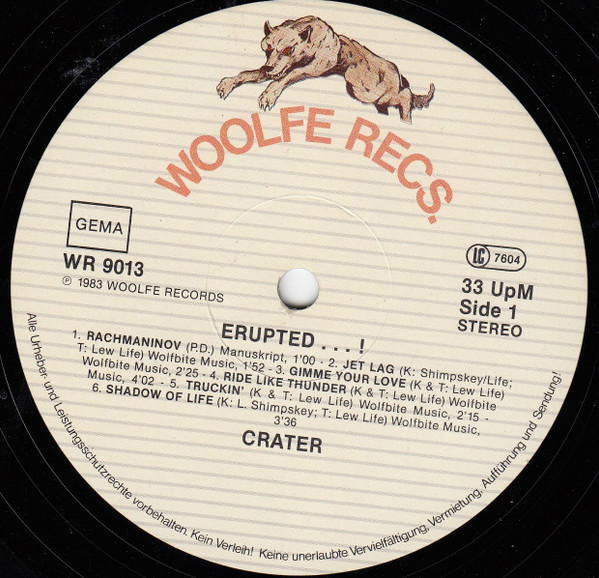 WOOLFE RECS.
GEMA
WR 9013
℗ 1983 WOOLFE RECORDS
LC 7604
33 UpM
Side 1
STEREO
ERUPTED . . . !
1. RACHMANINOV (P.D.) Manuskript, 1'00 - 2. JET LAG (K: Shimpskey/Life;
T: Lew Life) Wolfbite Music, 1'52 - 3. GIMME YOUR LOVE (K & T: Lew Life)
Wolfbite Music, 2'25 - 4. RIDE LIKE THUNDER (K & T: Lew Life) Wolfbite
Music, 4'02 - 5. TRUCKIN' (K & T: Lew Life) Wolfbite Music, 2'15 -
6. SHADOW OF LIFE (K: L. Shimpskey; T: Lew Life) Wolfbite Music,
3'36
CRATER
Alle Urheber und Leistungsschutzrechte vorbehalten. Kein Verleih! Keine unerlaubte Vervielfältigung, Vermietung, Aufführung und Sendung!